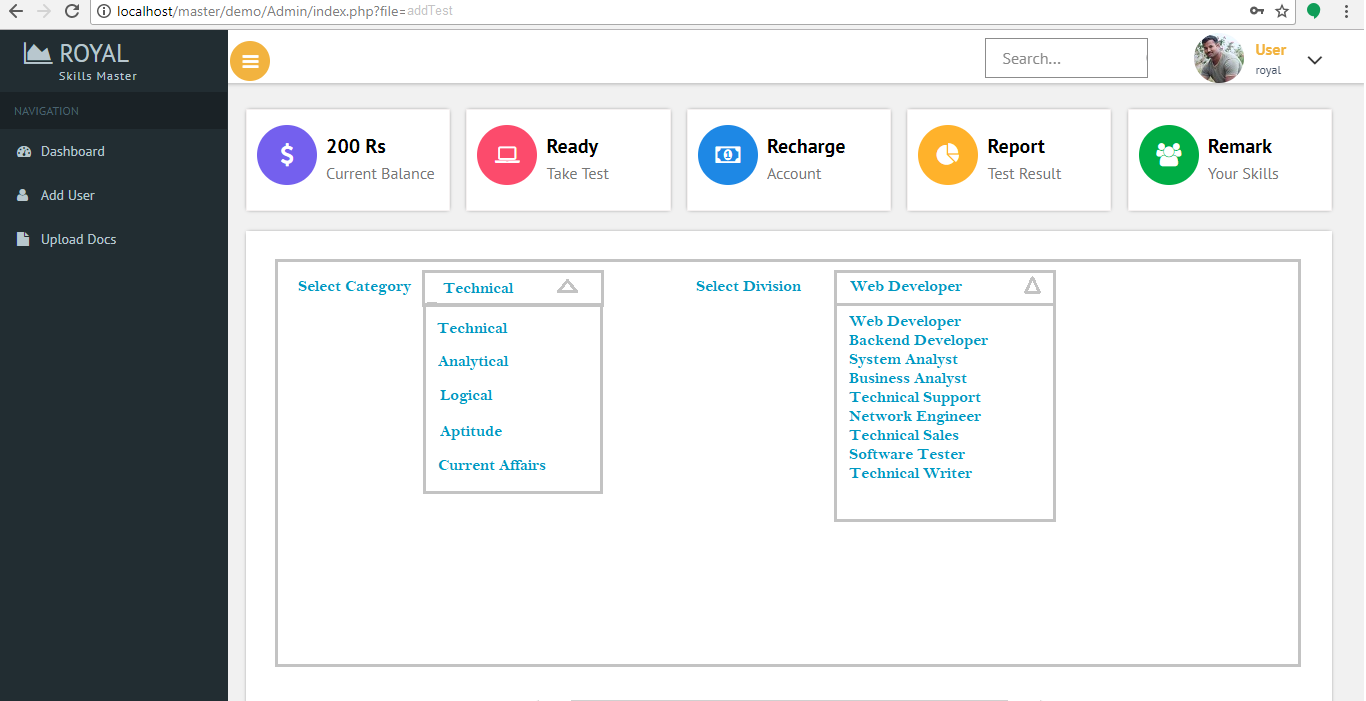 localhost/master/demo/Admin/index.php?file=addTest
ROYAL
Skills Master
Search...
User
royal
NAVIGATION
Dashboard
Add User
Upload Docs
$
200 Rs
Current Balance
Ready
Take Test
1
Recharge
Account
Report
Test Result
Remark
Your Skills
Select Category
Technical
Technical
Analytical
Logical
Aptitude
Current Affairs
Select Division
Web Developer
Web Developer
Backend Developer
System Analyst
Business Analyst
Technical Support
Network Engineer
Technical Sales
Software Tester
Technical Writer